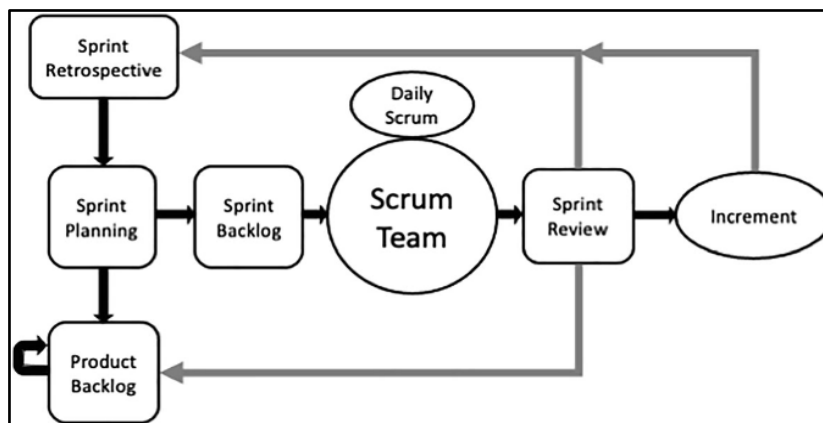 Sprint
Retrospective
Daily
Scrum
Sprint
Planning
Sprint
Backlog
Scrum
Team
Sprint
Review
Increment
Product
Backlog